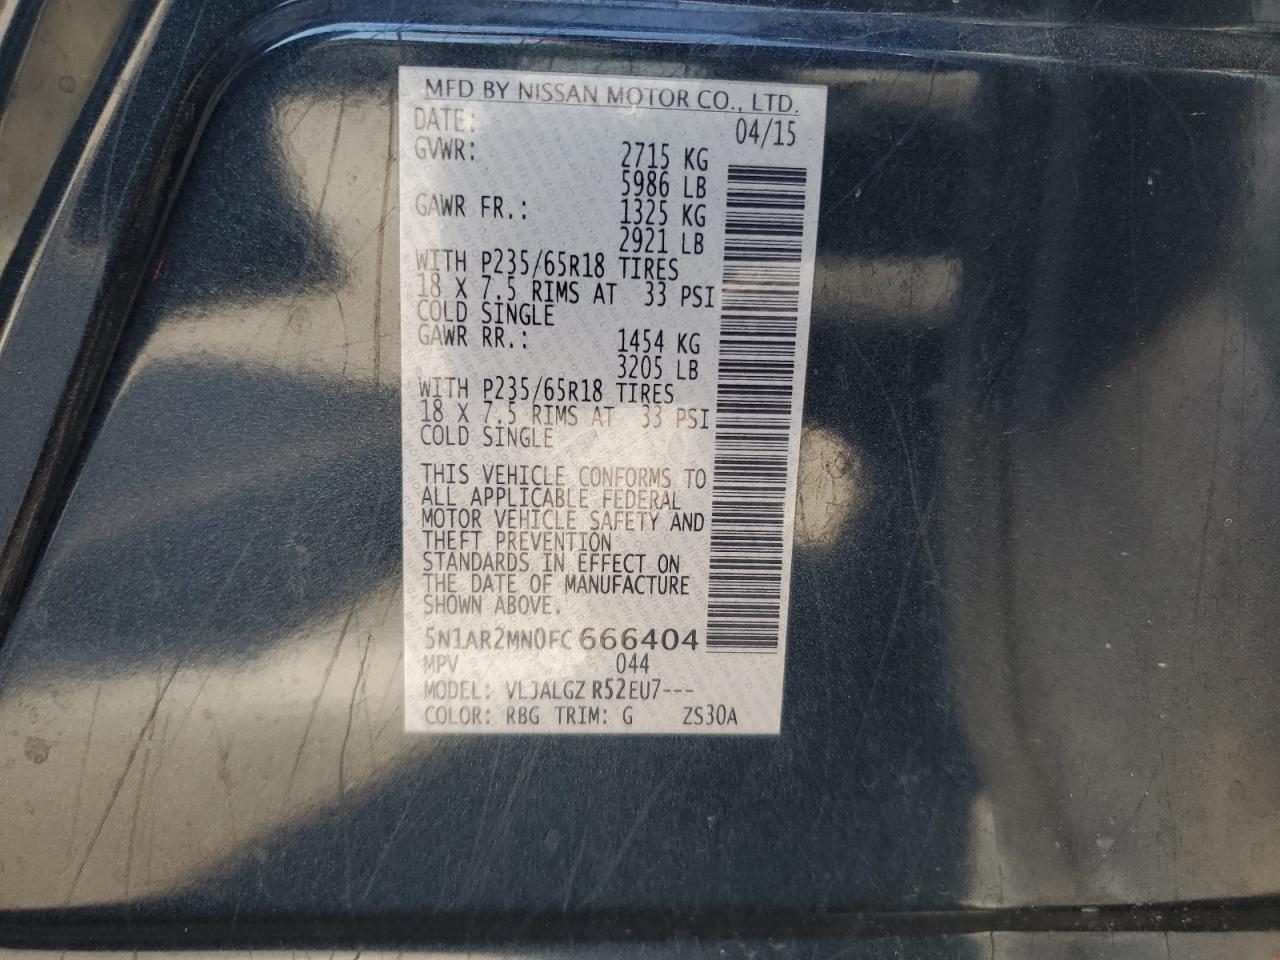 MFD BY NISSAN MOTOR CO., LTD.
DATE: 04/15
GVWR: 2715 KG
5986 LB
GAWR FR.: 1325 KG
2921 LB
WITH P235/65R18 TIRES
18 X 7.5 RIMS AT 33 PSI
COLD SINGLE
GAWR RR.: 1454 KG
3205 LB
WITH P235/65R18 TIRES
18 X 7.5 RIMS AT 33 PSI
COLD SINGLE
THIS VEHICLE CONFORMS TO
ALL APPLICABLE FEDERAL
MOTOR VEHICLE SAFETY AND
THEFT PREVENTION
STANDARDS IN EFFECT ON
THE DATE OF MANUFACTURE
SHOWN ABOVE.
5N1AR2MN0FC666404
MPV 044
MODEL: VLJALGZ R52EU7---
COLOR: RBG TRIM: G ZS30A